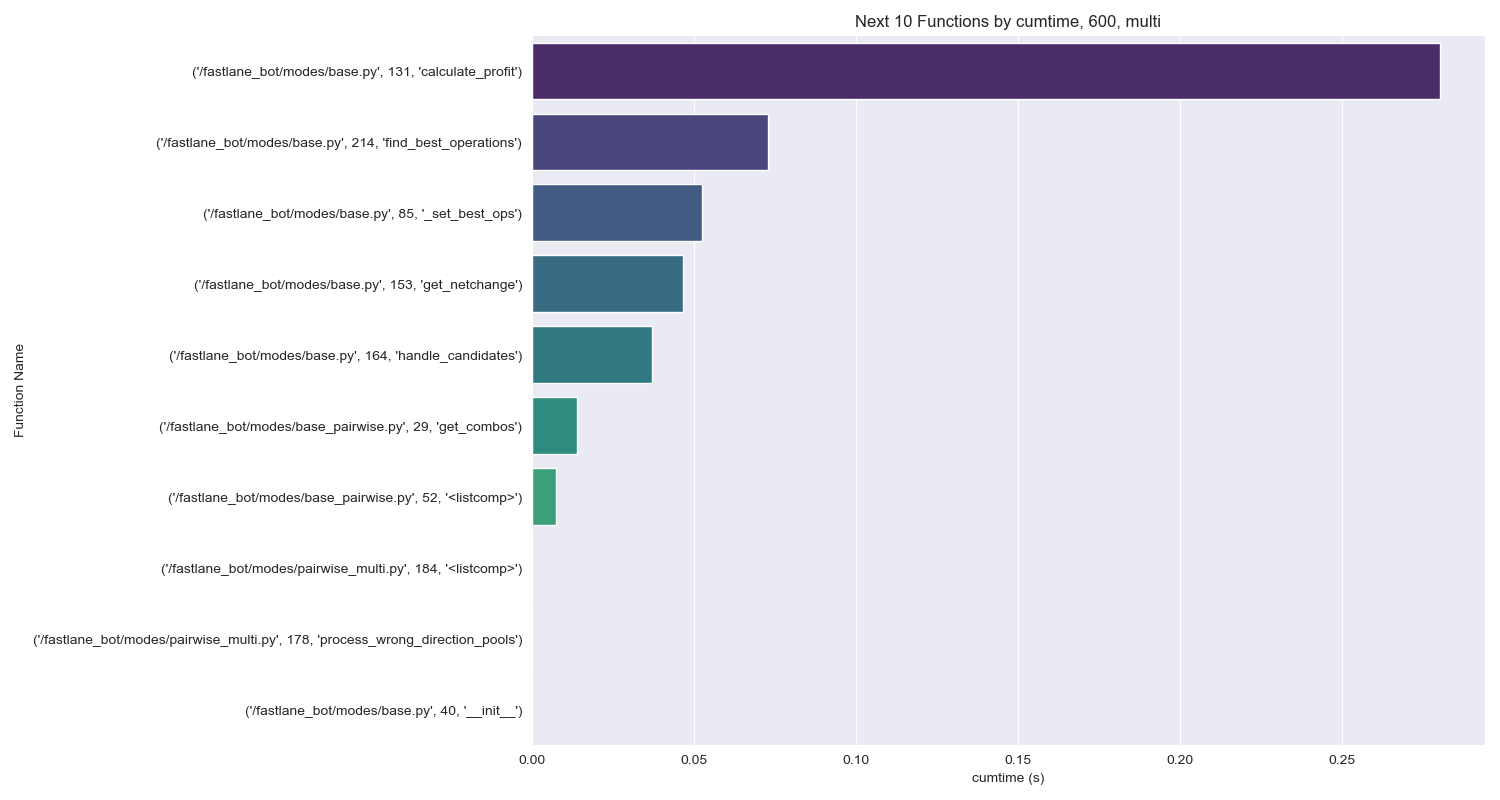 Next 10 Functions by cumtime, 600, multi
('/fastlane_bot/modes/base.py', 131, 'calculate_profit')
('/fastlane_bot/modes/base.py', 214, 'find_best_operations')
('/fastlane_bot/modes/base.py', 85, '_set_best_ops')
('/fastlane_bot/modes/base.py', 153, 'get_netchange')
('/fastlane_bot/modes/base.py', 164, 'handle_candidates')
('/fastlane_bot/modes/base_pairwise.py', 29, 'get_combos')
('/fastlane_bot/modes/base_pairwise.py', 52, '<listcomp>')
('/fastlane_bot/modes/pairwise_multi.py', 184, '<listcomp>')
('/fastlane_bot/modes/pairwise_multi.py', 178, 'process_wrong_direction_pools')
('/fastlane_bot/modes/base.py', 40, '__init__')
Function Name
0.00 0.05 0.10 0.15 0.20 0.25
cumtime (s)